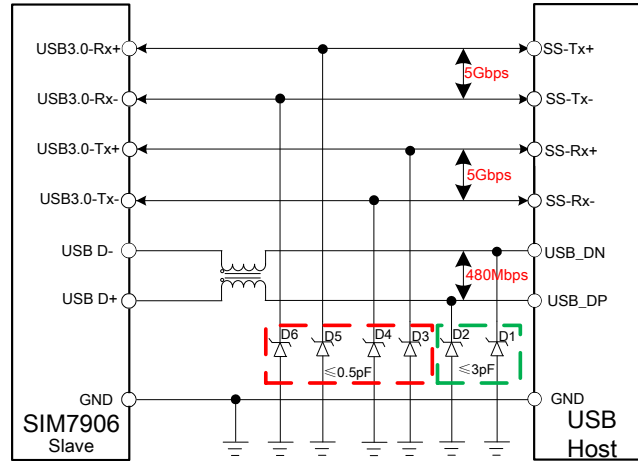 USB3.0-Rx+
SS-Tx+
5Gbps
USB3.0-Rx-
SS-Tx-
USB3.0-Tx+
SS-Rx+
5Gbps
USB3.0-Tx-
SS-Rx-
USB D-
USB_DN
480Mbps
USB D+
USB_DP
D6
D5
D4
D3
D2
D1
≤0.5pF
≤3pF
GND
GND
SIM7906
Slave
USB
Host